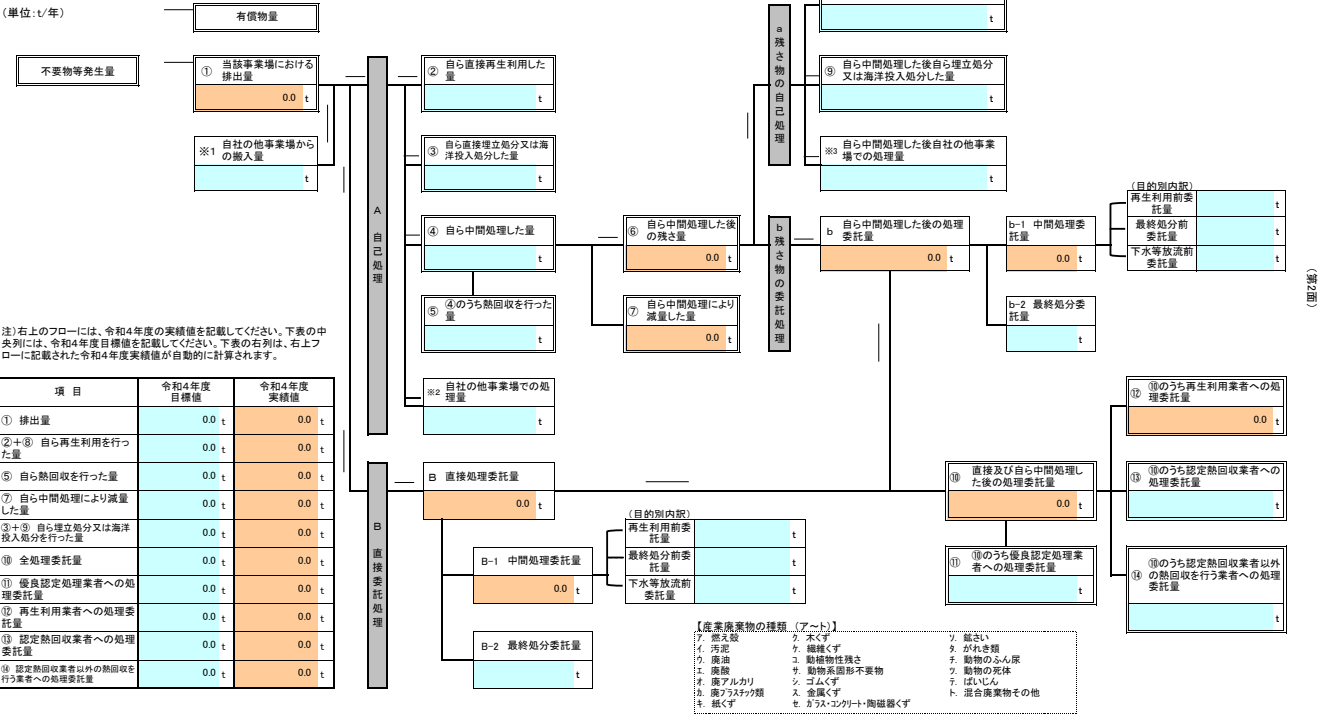 （単位:t/年）
有償物量
不要物等発生量
① 当該事業場における
排出量
0.0 t
※1 自社の他事業場から
の搬入量
t
A 自己処理
② 自ら直接再生利用した
量
t
③ 自ら直接埋立処分又は海
洋投入処分した量
t
④ 自ら中間処理した量
t
⑤ ④のうち熱回収を行った
量
t
※2 自社の他事業場での処
理量
t
⑥ 自ら中間処理した後
の残さ量
0.0 t
⑦ 自ら中間処理により
減量した量
0.0 t
a 残さ物の自己処理
t
⑨ 自ら中間処理した後自ら埋立処分
又は海洋投入処分した量
t
※3 自ら中間処理した後自社の他事業
場での処理量
t
b 残さ物の委託処理
b 自ら中間処理した後の処理
委託量
0.0 t
b-1 中間処理委
託量
0.0 t
b-2 最終処分委
託量
t
(目的別内訳)
再生利用前委
託量
t
最終処分前
委託量
t
下水等放流前
委託量
t
（第2面）
注）右上のフローには、令和4年度の実績値を記載してください。下表の中
央列には、令和4年度目標値を記載してください。下表の右列は、右上フ
ローに記載された令和4年度実績値が自動的に計算されます。
項 目 令和4年度
目標値 令和4年度
実績値
① 排出量 0.0 t 0.0 t
②+⑧ 自ら再生利用を行っ
た量 0.0 t 0.0 t
⑤ 自ら熱回収を行った量 0.0 t 0.0 t
⑦ 自ら中間処理により減量
した量 0.0 t 0.0 t
③+⑨ 自ら埋立処分又は海洋
投入処分を行った量 0.0 t 0.0 t
⑩ 全処理委託量 0.0 t 0.0 t
⑪ 優良認定処理業者への処
理委託量 0.0 t 0.0 t
⑫ 再生利用業者への処理委
託量 0.0 t 0.0 t
⑬ 認定熱回収業者への処理
委託量 0.0 t 0.0 t
⑭ 認定熱回収業者以外の熱回収を
行う業者への処理委託量 0.0 t 0.0 t
B 直接委託処理
B 直接処理委託量
0.0 t
B-1 中間処理委託量
0.0 t
B-2 最終処分委託量
t
(目的別内訳)
再生利用前委
託量
t
最終処分前委
託量
t
下水等放流前
委託量
t
⑩ 直接及び自ら中間処理し
た後の処理委託量
0.0 t
⑪ ⑩のうち優良認定処理業
者への処理委託量
t
⑫ ⑩のうち再生利用業者への処
理委託量
0.0 t
⑬ ⑩のうち認定熱回収業者への
処理委託量
t
⑭ ⑩のうち認定熱回収業者以外
の熱回収を行う業者への処理
委託量
t
【産業廃棄物の種類 （ア～ト）】
ア. 燃え殻 ク. 木くず ソ. 鉱さい
イ. 汚泥 ケ. 繊維くず タ. がれき類
ウ. 廃油 コ. 動植物性残さ チ. 動物のふん尿
エ. 廃酸 サ. 動物系固形不要物 ツ. 動物の死体
オ. 廃アルカリ シ. ゴムくず テ. ばいじん
カ. 廃プラスチック類 ス. 金属くず ト. 混合廃棄物その他
キ. 紙くず セ. ガラス・コンクリート・陶磁器くず